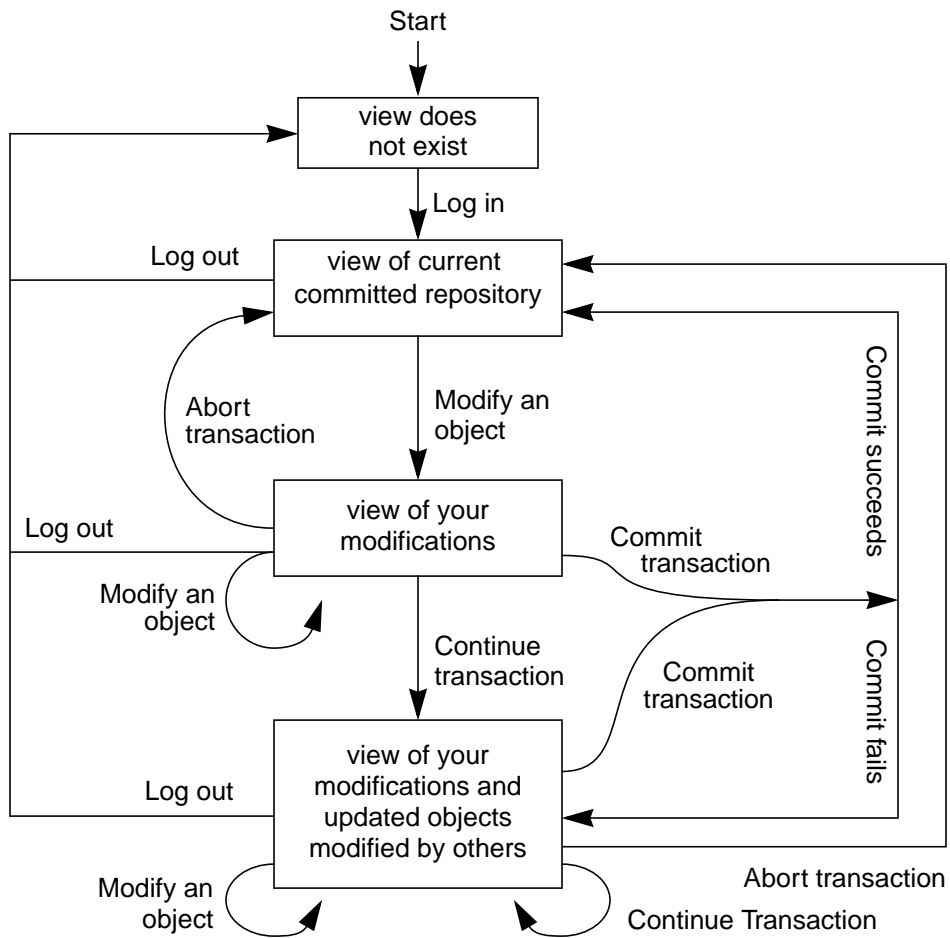 Start
view does
not exist
Log in
Log out
view of current
committed repository
Abort
transaction
Modify an
object
Commit succeeds
Log out
view of your
modifications
Commit
transaction
Modify an
object
Continue
transaction
Commit
transaction
Commit fails
Log out
view of your
modifications and
updated objects
modified by others
Modify an
object
Abort transaction
Continue Transaction